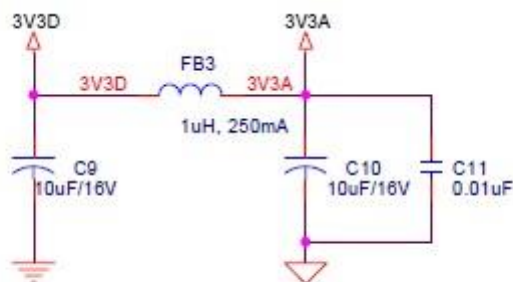 3V3D
3V3A
FB3
3V3D
3V3A
1uH, 250mA
C9
10uF/16V
C10
10uF/16V
C11
0.01uF